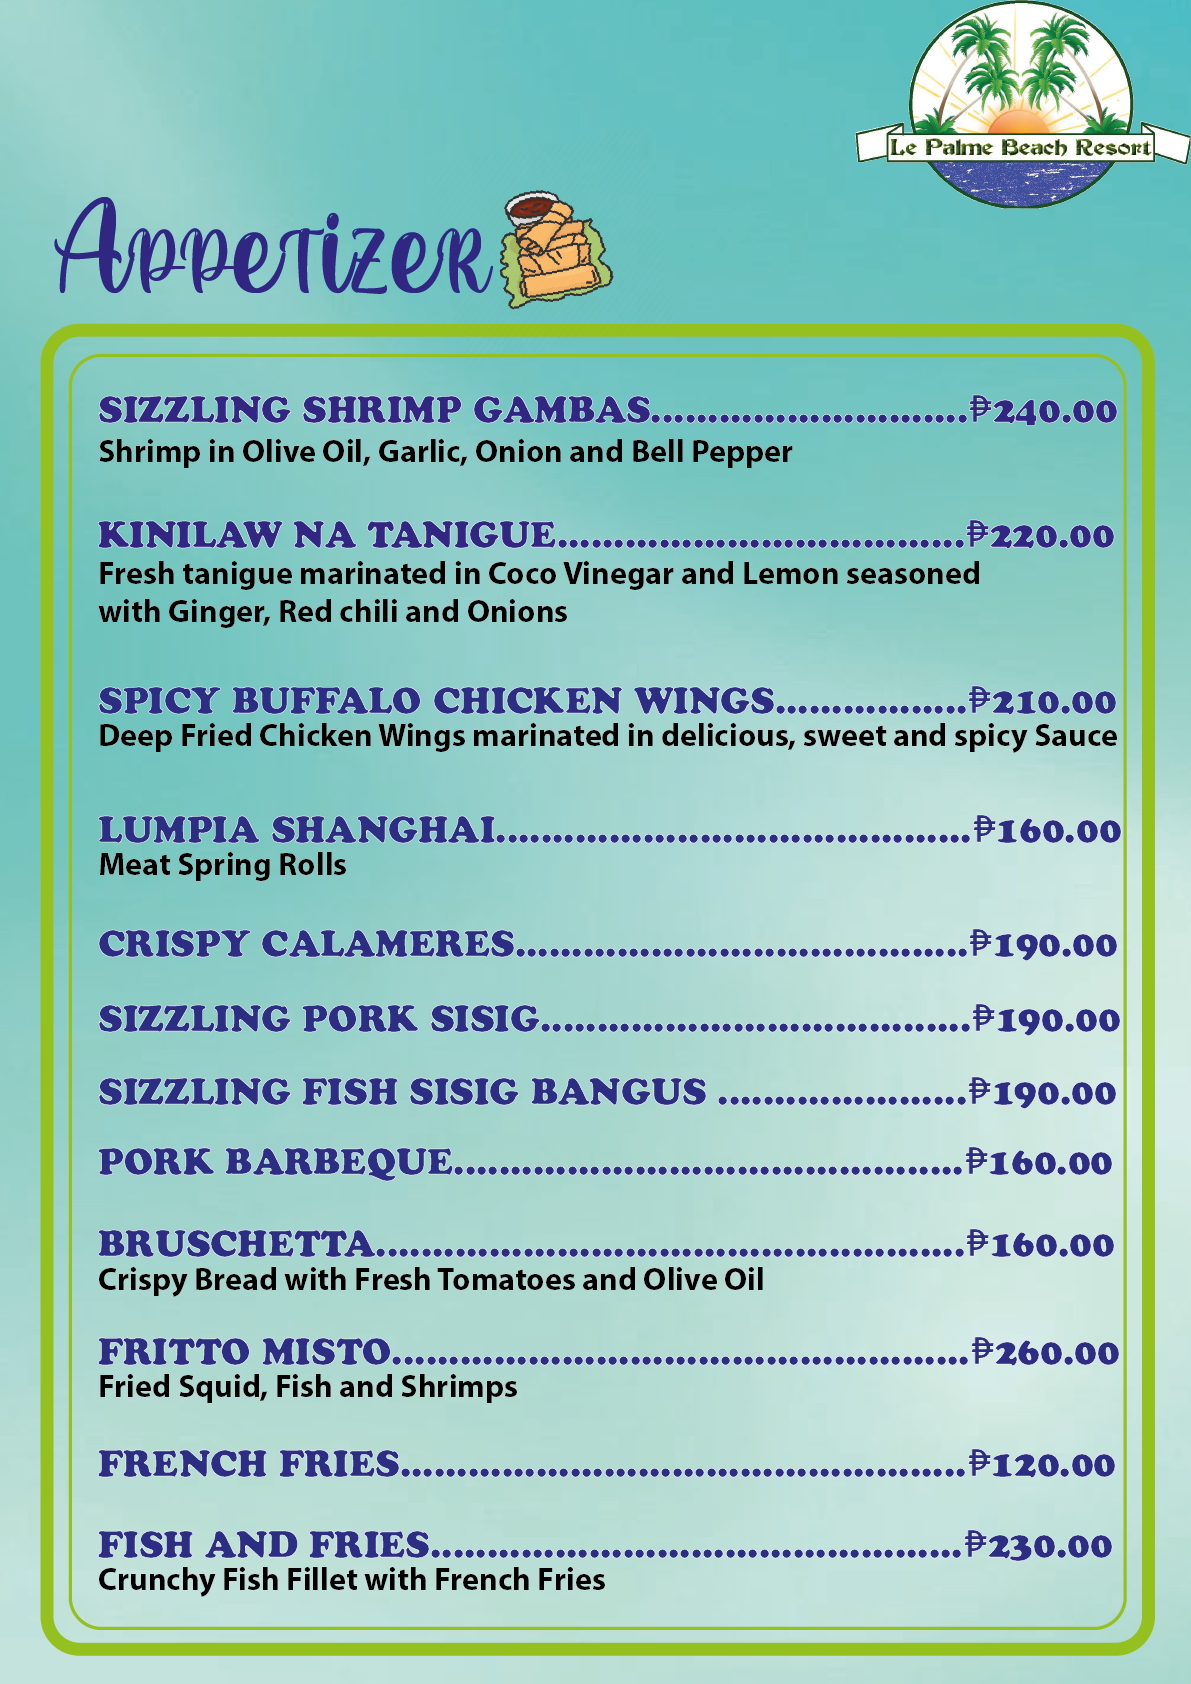 Le Palme Beach Resort
Appetizer
SIZZLING SHRIMP GAMBAS............................₱240.00
Shrimp in Olive Oil, Garlic, Onion and Bell Pepper
KINILAW NA TANIGUE....................................₱220.00
Fresh tanigue marinated in Coco Vinegar and Lemon seasoned
with Ginger, Red chili and Onions
SPICY BUFFALO CHICKEN WINGS.................₱210.00
Deep Fried Chicken Wings marinated in delicious, sweet and spicy Sauce
LUMPIA SHANGHAI..........................................₱160.00
Meat Spring Rolls
CRISPY CALAMERES........................................₱190.00
SIZZLING PORK SISIG......................................₱190.00
SIZZLING FISH SISIG BANGUS ......................₱190.00
PORK BARBEQUE.............................................₱160.00
BRUSCHETTA....................................................₱160.00
Crispy Bread with Fresh Tomatoes and Olive Oil
FRITTO MISTO...................................................₱260.00
Fried Squid, Fish and Shrimps
FRENCH FRIES..................................................₱120.00
FISH AND FRIES...............................................₱230.00
Crunchy Fish Fillet with French Fries